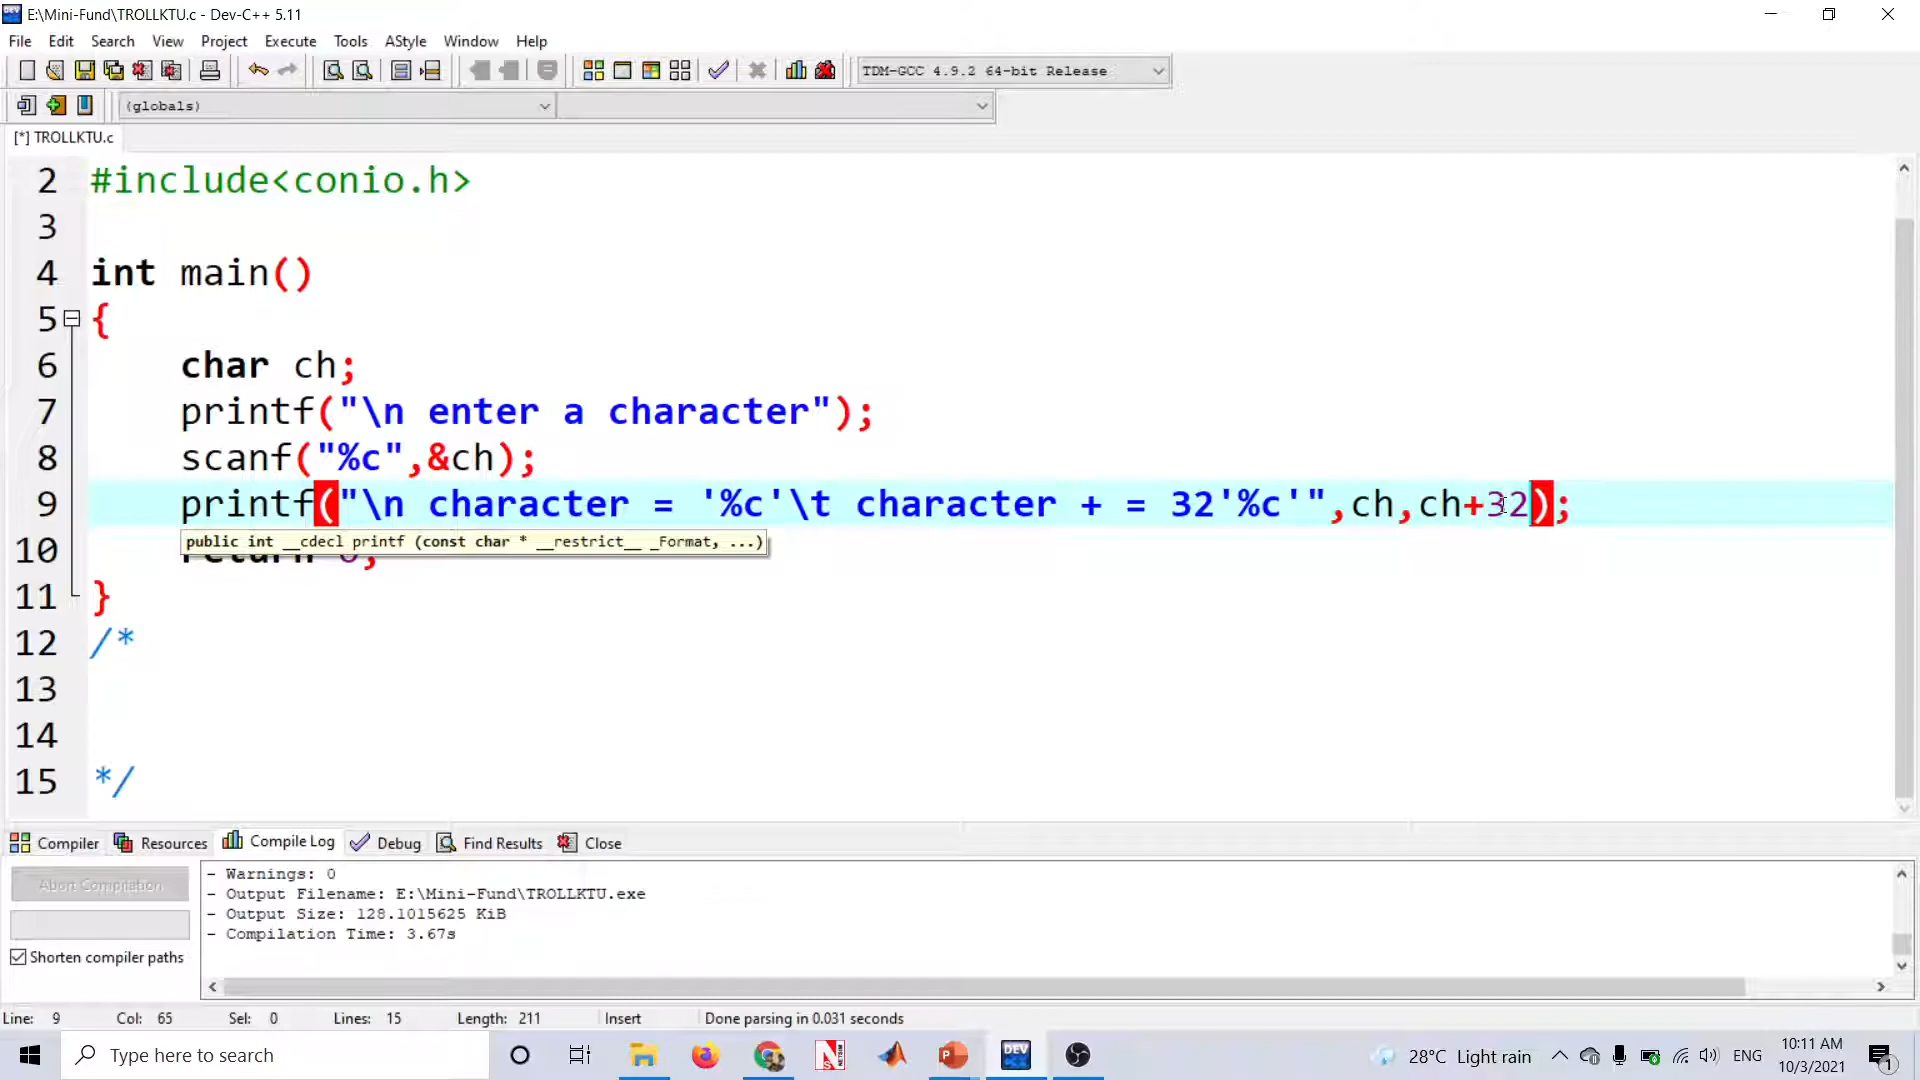 E:\Mini-Fund\TROLLKTU.c - Dev-C++ 5.11
File Edit Search View Project Execute Tools AStyle Window Help
TDM-GCC 4.9.2 64-bit Release
(globals)
[*] TROLLKTU.c
2 #include<conio.h>
3
4 int main()
5 {
6 char ch;
7 printf("\n enter a character");
8 scanf("%c",&ch);
9 printf("\n character = '%c'\t character + = 32'%c'",ch,ch+32);
public int __cdecl printf (const char * __restrict__ _Format, ...)
10 return 0;
11 }
12 /*
13
14
15 */
Compiler Resources Compile Log Debug Find Results Close
Abort Compilation
Shorten compiler paths
- Warnings: 0
- Output Filename: E:\Mini-Fund\TROLLKTU.exe
- Output Size: 128.1015625 KiB
- Compilation Time: 3.67s
Line: 9 Col: 65 Sel: 0 Lines: 15 Length: 211 Insert Done parsing in 0.031 seconds
Type here to search
DEV
28°C Light rain
ENG
10:11 AM
10/3/2021
1